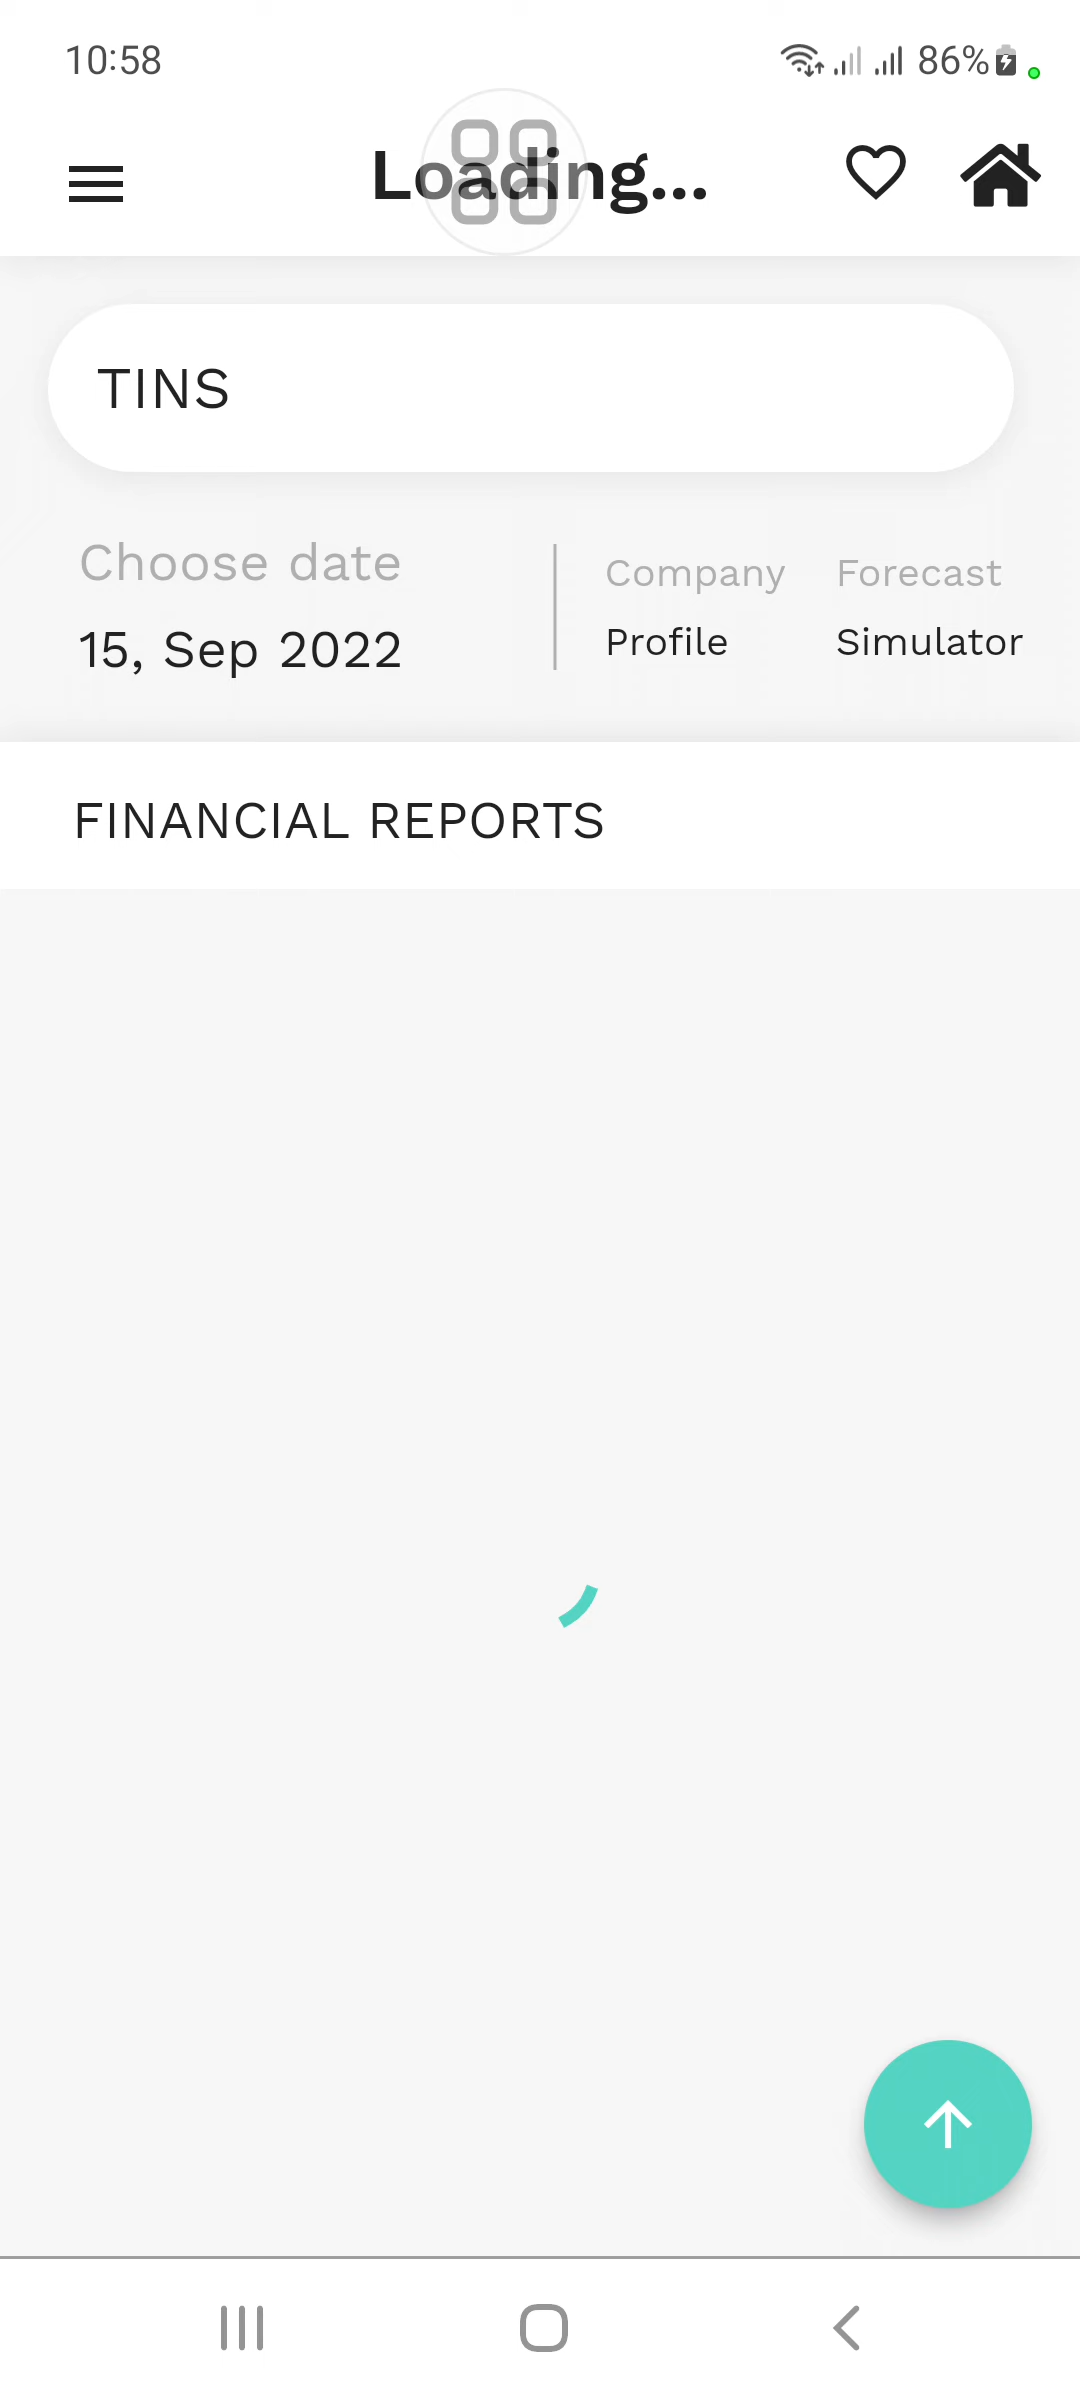 10:58
86%
Loading...
TINS
Choose date
15, Sep 2022
Company
Profile
Forecast
Simulator
FINANCIAL REPORTS